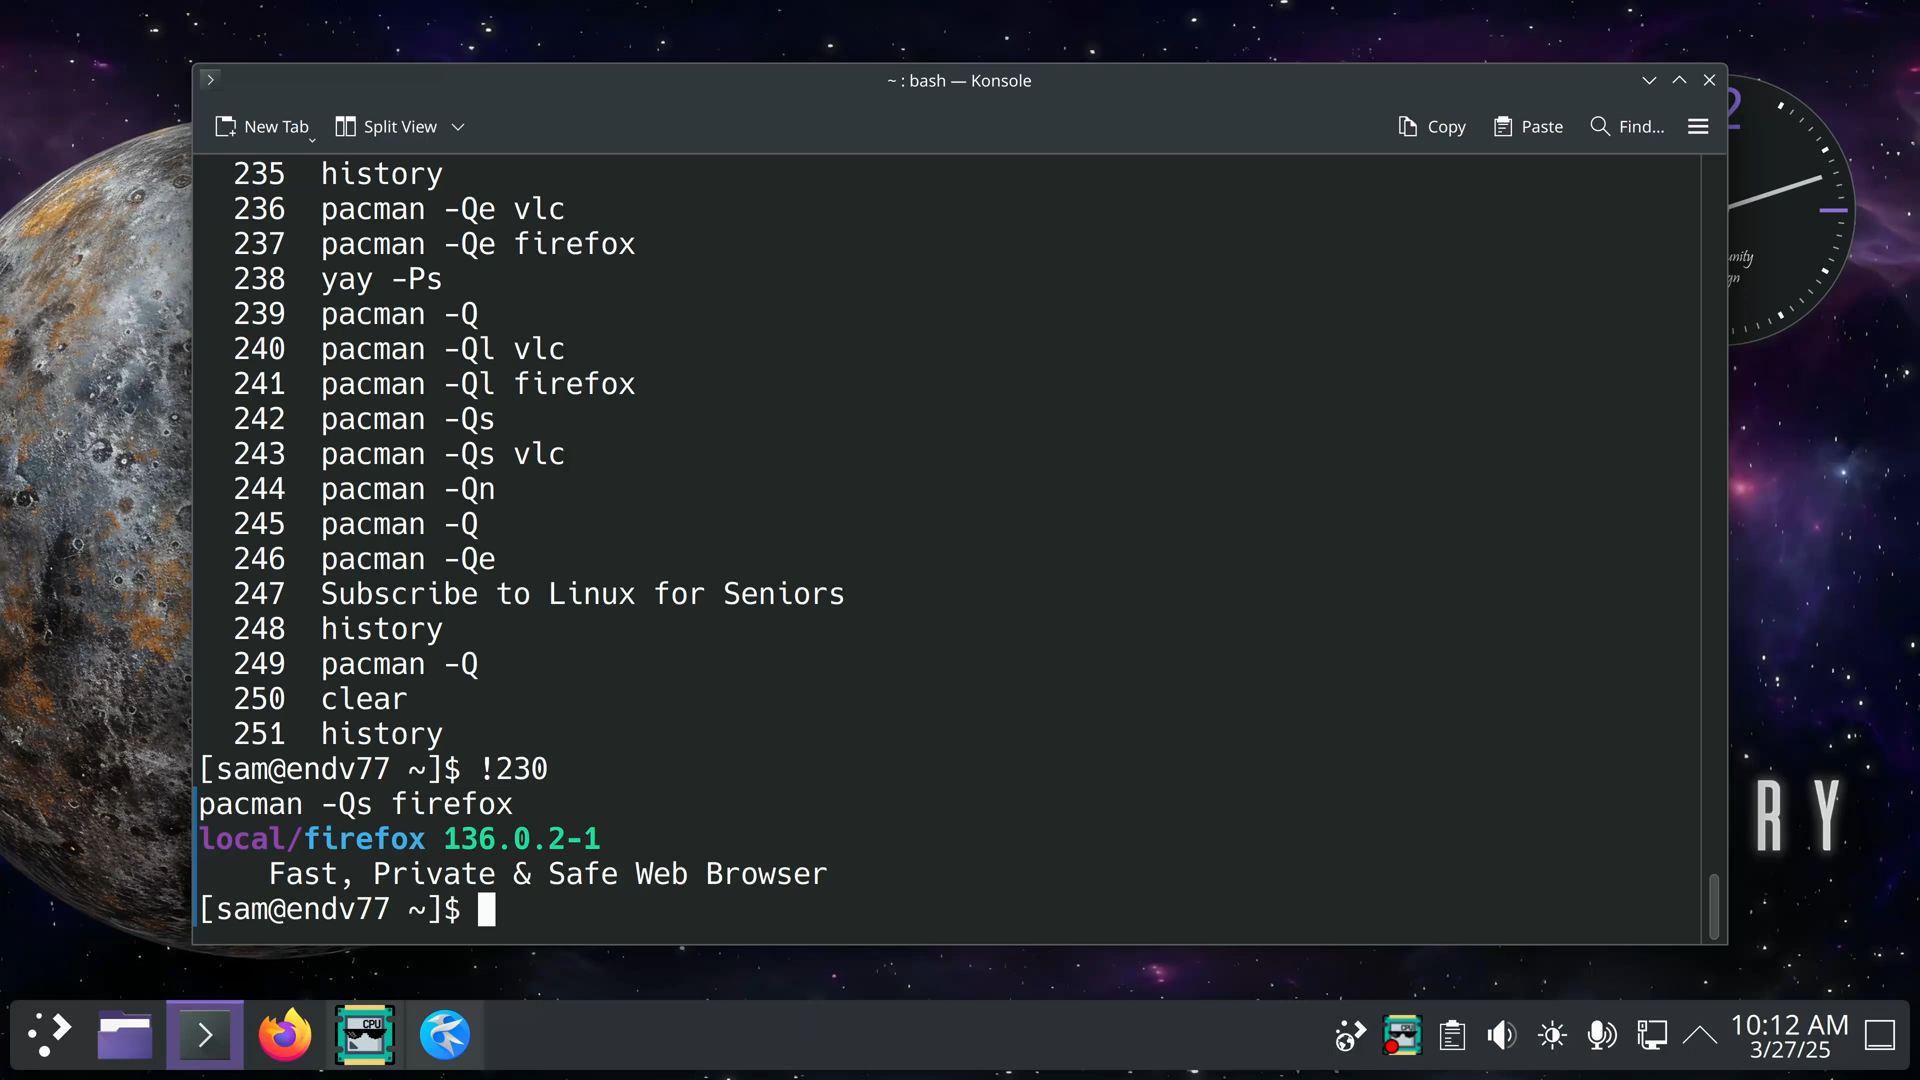 ~ : bash — Konsole
New Tab
Split View
Copy
Paste
Find...
235 history
236 pacman -Qe vlc
237 pacman -Qe firefox
238 yay -Ps
239 pacman -Q
240 pacman -Ql vlc
241 pacman -Ql firefox
242 pacman -Qs
243 pacman -Qs vlc
244 pacman -Qn
245 pacman -Q
246 pacman -Qe
247 Subscribe to Linux for Seniors
248 history
249 pacman -Q
250 clear
251 history
[sam@endv77 ~]$ !230
pacman -Qs firefox
local/firefox 136.0.2-1
Fast, Private & Safe Web Browser
[sam@endv77 ~]$
R Y
CPU
10:12 AM
3/27/25